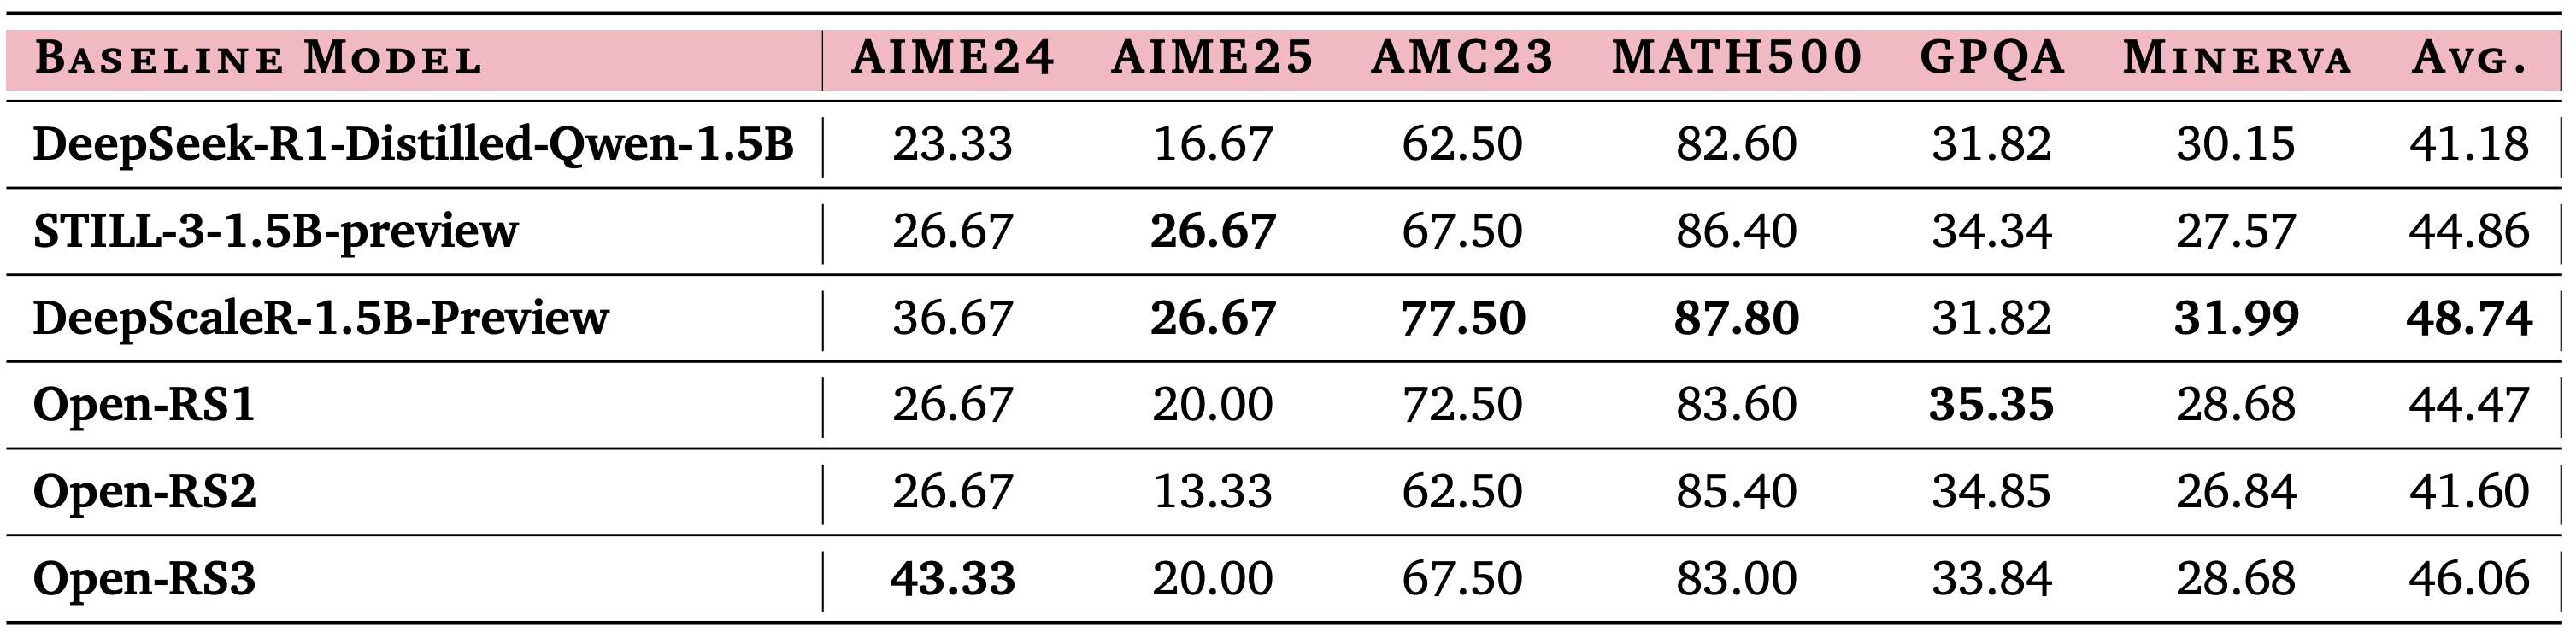 BASELINE MODEL AIME24 AIME25 AMC23 MATH500 GPQA MINERVA AVG.
DeepSeek-R1-Distilled-Qwen-1.5B 23.33 16.67 62.50 82.60 31.82 30.15 41.18
STILL-3-1.5B-preview 26.67 26.67 67.50 86.40 34.34 27.57 44.86
DeepScaleR-1.5B-Preview 36.67 26.67 77.50 87.80 31.82 31.99 48.74
Open-RS1 26.67 20.00 72.50 83.60 35.35 28.68 44.47
Open-RS2 26.67 13.33 62.50 85.40 34.85 26.84 41.60
Open-RS3 43.33 20.00 67.50 83.00 33.84 28.68 46.06